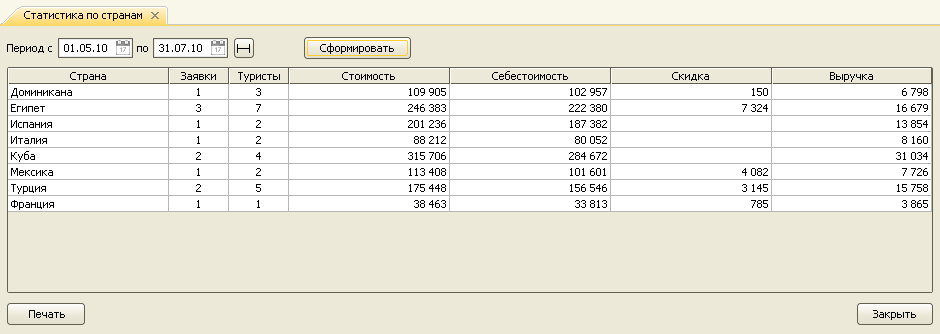 Статистика по странам
Период с 01.05.10 по 31.07.10 Сформировать
Страна Заявки Туристы Стоимость Себестоимость Скидка Выручка
Доминикана 1 3 109 905 102 957 150 6 798
Египет 3 7 246 383 222 380 7 324 16 679
Испания 1 2 201 236 187 382 13 854
Италия 1 2 88 212 80 052 8 160
Куба 2 4 315 706 284 672 31 034
Мексика 1 2 113 408 101 601 4 082 7 726
Турция 2 5 175 448 156 546 3 145 15 758
Франция 1 1 38 463 33 813 785 3 865
Печать Закрыть